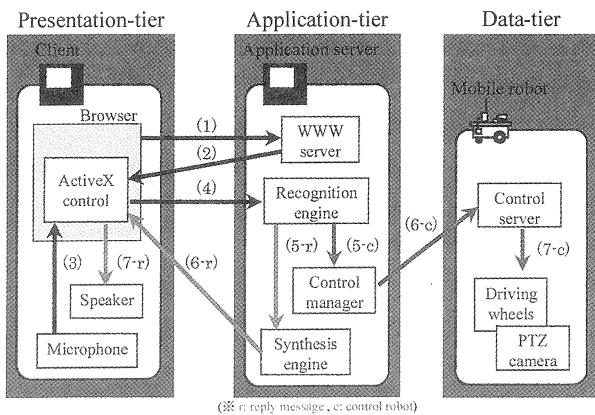 Presentation-tier
Application-tier
Data-tier
Client
Application server
Mobile robot
Browser
(1)
WWW
server
(2)
ActiveX
control
(4)
Recognition
engine
Control
server
(6-c)
(3)
(7-r)
(6-r)
(5-r)
(5-c)
(7-c)
Speaker
Control
manager
Driving
wheels
Microphone
Synthesis
engine
PTZ
camera
(※ r: reply message , c: control robot)